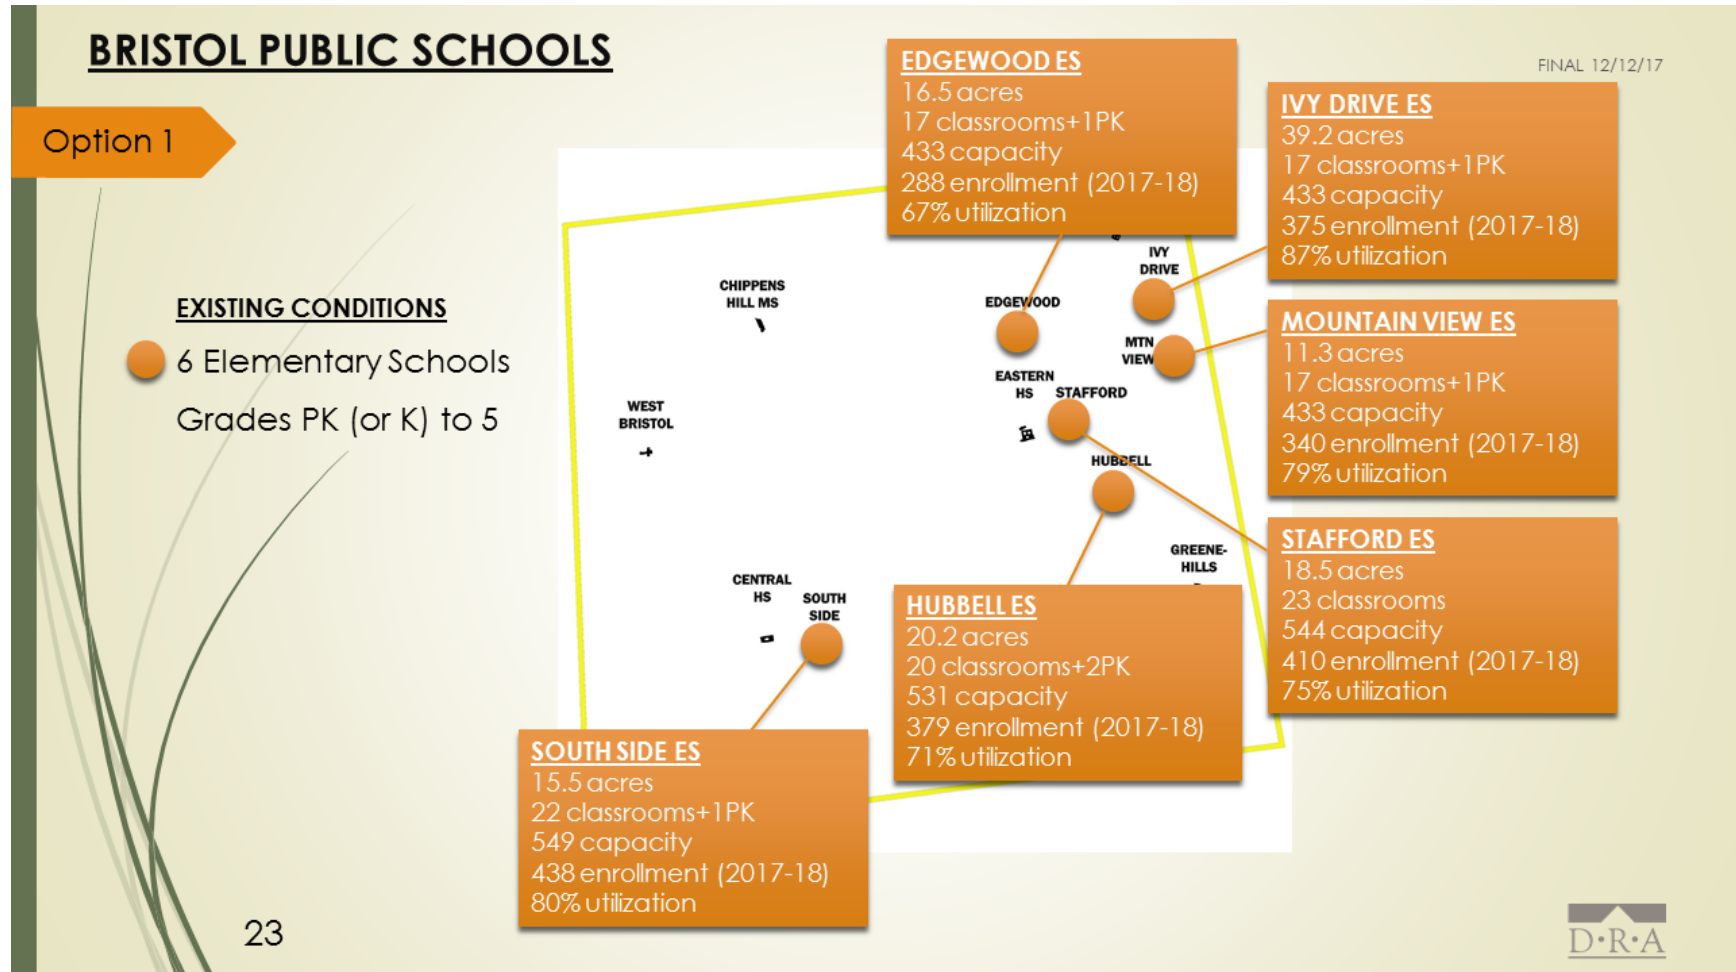 BRISTOL PUBLIC SCHOOLS
FINAL 12/12/17
Option 1
EXISTING CONDITIONS
6 Elementary Schools
Grades PK (or K) to 5
EDGEWOOD ES
16.5 acres
17 classrooms+1PK
433 capacity
288 enrollment (2017-18)
67% utilization
IVY DRIVE ES
39.2 acres
17 classrooms+1PK
433 capacity
375 enrollment (2017-18)
87% utilization
MOUNTAIN VIEW ES
11.3 acres
17 classrooms+1PK
433 capacity
340 enrollment (2017-18)
79% utilization
STAFFORD ES
18.5 acres
23 classrooms
544 capacity
410 enrollment (2017-18)
75% utilization
HUBBELL ES
20.2 acres
20 classrooms+2PK
531 capacity
379 enrollment (2017-18)
71% utilization
SOUTH SIDE ES
15.5 acres
22 classrooms+1PK
549 capacity
438 enrollment (2017-18)
80% utilization
CHIPPENS
HILL MS
WEST
BRISTOL
CENTRAL
HS
SOUTH
SIDE
EDGEWOOD
IVY
DRIVE
MTN
VIEW
EASTERN
HS
STAFFORD
HUBBELL
GREENE-
HILLS
23
D·R·A